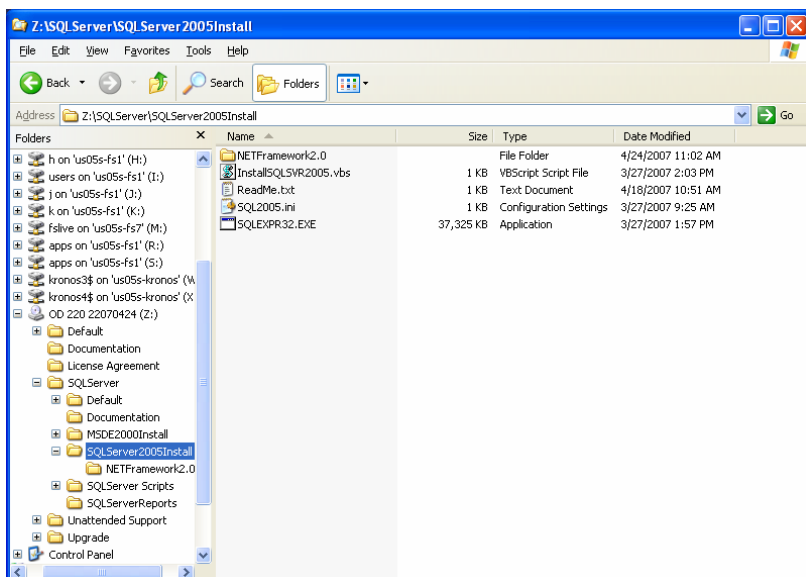 Z:\SQLServer\SQLServer2005Install
File Edit View Favorites Tools Help
Back Search Folders
Address Z:\SQLServer\SQLServer2005Install Go
Folders x Name Size Type Date Modified
h on 'us05s-fs1' (H:)
users on 'us05s-fs1' (I:)
j on 'us05s-fs1' (J:)
k on 'us05s-fs1' (K:)
fslive on 'us05s-fs7' (M:)
apps on 'us05s-fs1' (R:)
apps on 'us05s-fs1' (S:)
kronos3$ on 'us05s-kronos' (W
kronos4$ on 'us05s-kronos' (X
OD 220 22070424 (Z:)
Default
Documentation
License Agreement
SQLServer
Default
Documentation
MSDE2000Install
SQLServer2005Install
NETFramework2.0
SQLServer Scripts
SQLServerReports
Unattended Support
Upgrade
Control Panel
NETFramework2.0 File Folder 4/24/2007 11:02 AM
InstallSQLSVR2005.vbs 1 KB VBScript Script File 3/27/2007 2:03 PM
ReadMe.txt 1 KB Text Document 4/18/2007 10:51 AM
SQL2005.ini 1 KB Configuration Settings 3/27/2007 9:25 AM
SQLEXPR32.EXE 37,325 KB Application 3/27/2007 1:57 PM